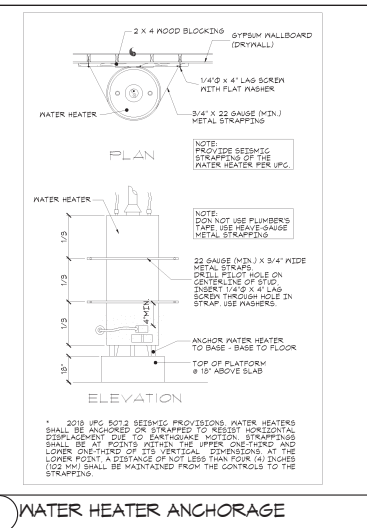 2 X 4 WOOD BLOCKING
GYPSUM WALLBOARD
(DRYWALL)
1/4"Φ X 4" LAG SCREW
WITH FLAT WASHER
WATER HEATER
3/4" X 22 GAUGE (MIN.)
METAL STRAPPING
PLAN
NOTE:
PROVIDE SEISMIC
STRAPPING OF THE
WATER HEATER PER UPC.
WATER HEATER
NOTE:
DON NOT USE PLUMBER'S
TAPE, USE HEAVE-GAUGE
METAL STRAPPING
1/3
22 GAUGE (MIN.) X 3/4" WIDE
METAL STRAPS.
DRILL PILOT HOLE ON
CENTERLINE OF STUD.
INSERT 1/4"Φ X 4" LAG
SCREW THROUGH HOLE IN
STRAP, USE WASHERS.
1/3
4"MIN.
1/3
ANCHOR WATER HEATER
TO BASE - BASE TO FLOOR
18"
TOP OF PLATFORM
@ 18" ABOVE SLAB
ELEVATION
* 2018 UPC 507.2 SEISMIC PROVISIONS. WATER HEATERS
SHALL BE ANCHORED OR STRAPPED TO RESIST HORIZONTAL
DISPLACEMENT DUE TO EARTHQUAKE MOTION. STRAPPINGS
SHALL BE AT POINTS WITHIN THE UPPER ONE-THIRD AND
LOWER ONE-THIRD OF ITS VERTICAL DIMENSIONS. AT THE
LOWER POINT, A DISTANCE OF NOT LESS THAN FOUR (4) INCHES
(102 MM) SHALL BE MAINTAINED FROM THE CONTROLS TO THE
STRAPPING.
WATER HEATER ANCHORAGE